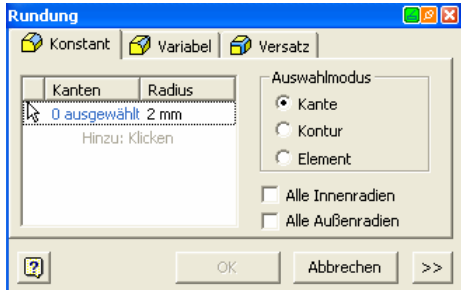 Rundung
Konstant Variabel Versatz
Kanten Radius
0 ausgewählt 2 mm
Hinzu: Klicken
Auswahlmodus
Kante
Kontur
Element
Alle Innenradien
Alle Außenradien
? OK Abbrechen >>